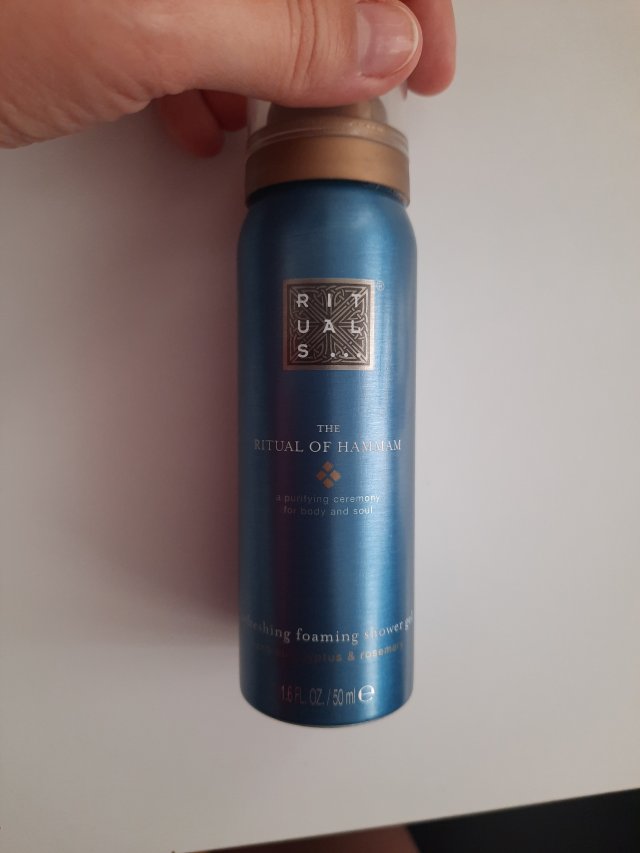 RIT
UAL
S...
®
THE
RITUAL OF HAMMAM
a purifying ceremony
for body and soul
foaming shower
& rosemary
1.6 FL. OZ. / 50 ml ℮